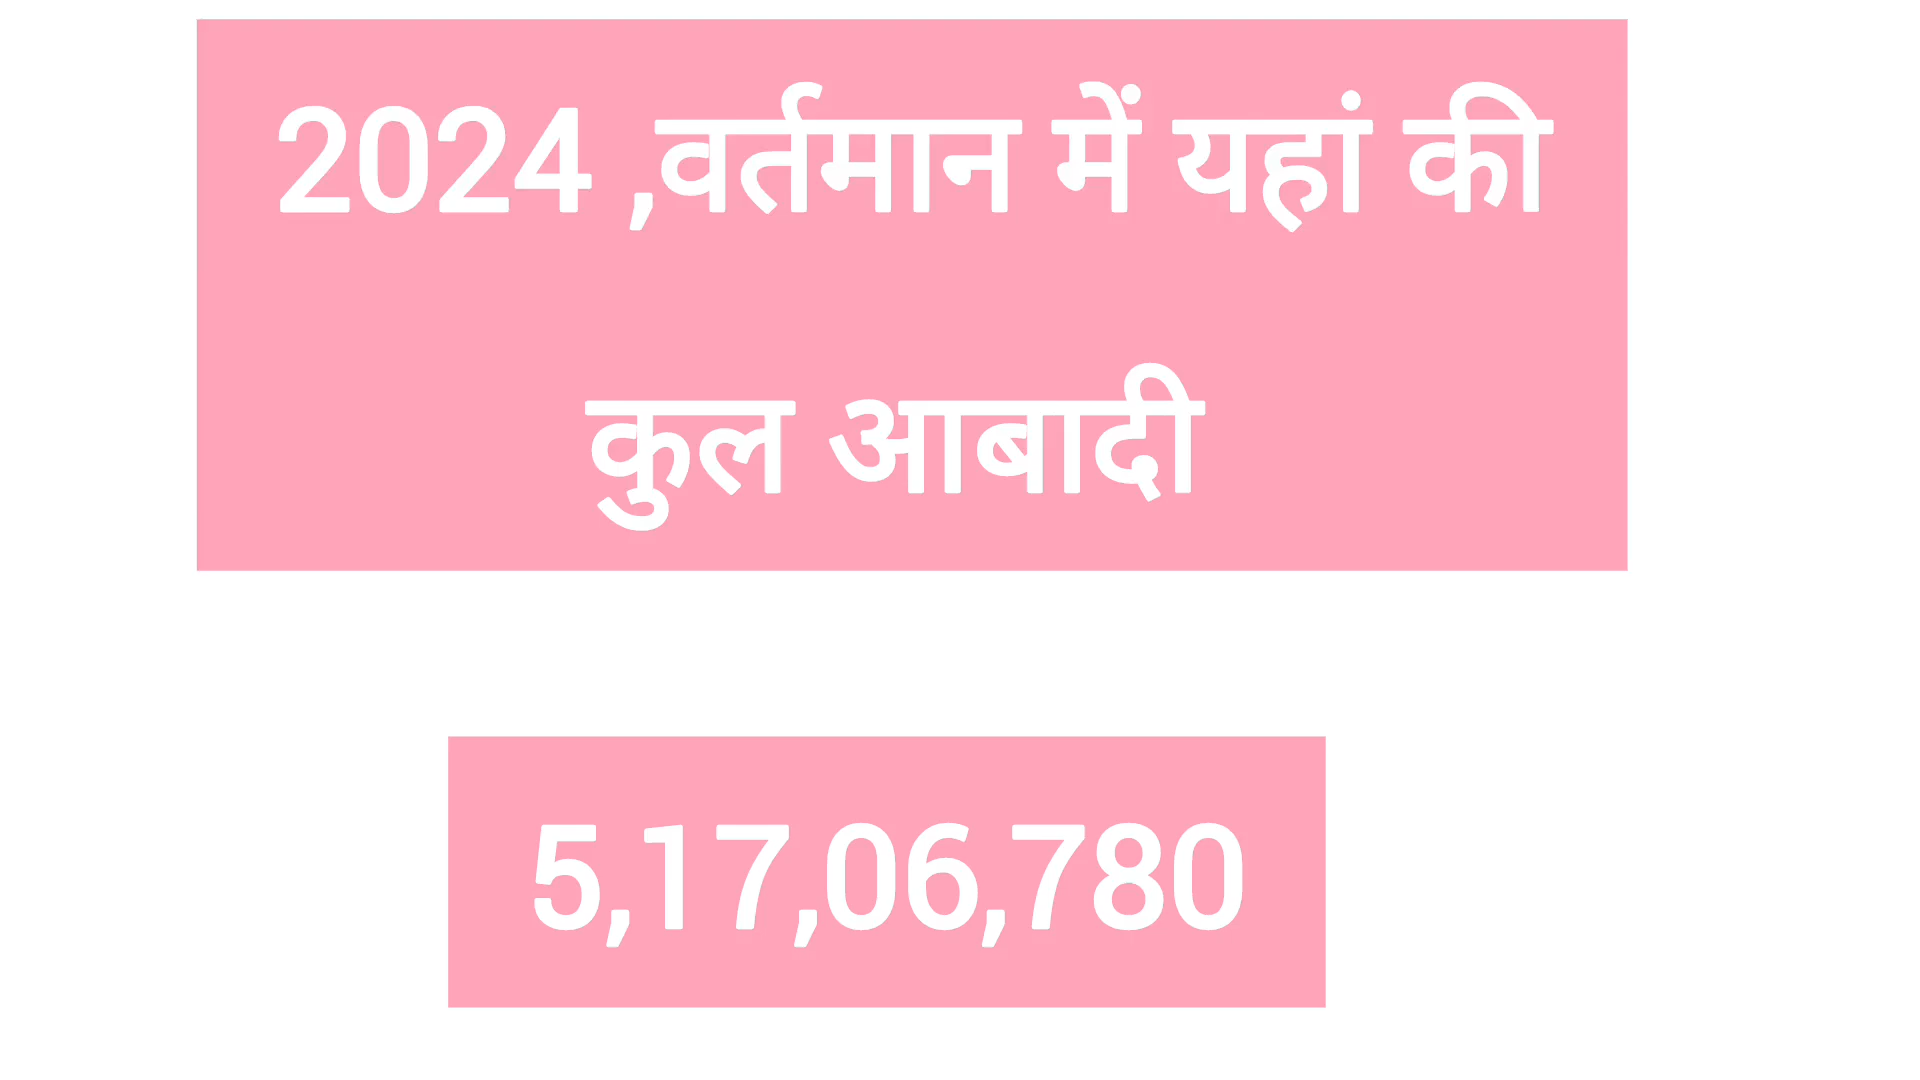 2024 ,वर्तमान में यहां की
कुल आबादी
5,17,06,780